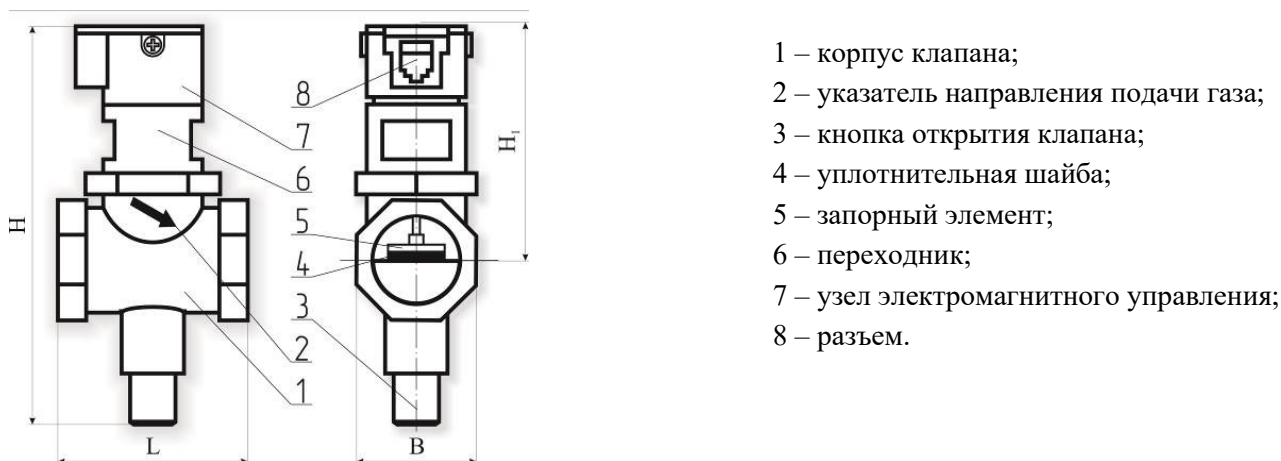 H
L
8
7
6
5
4
3
2
1
B
H₁
1 – корпус клапана;
2 – указатель направления подачи газа;
3 – кнопка открытия клапана;
4 – уплотнительная шайба;
5 – запорный элемент;
6 – переходник;
7 – узел электромагнитного управления;
8 – разъем.